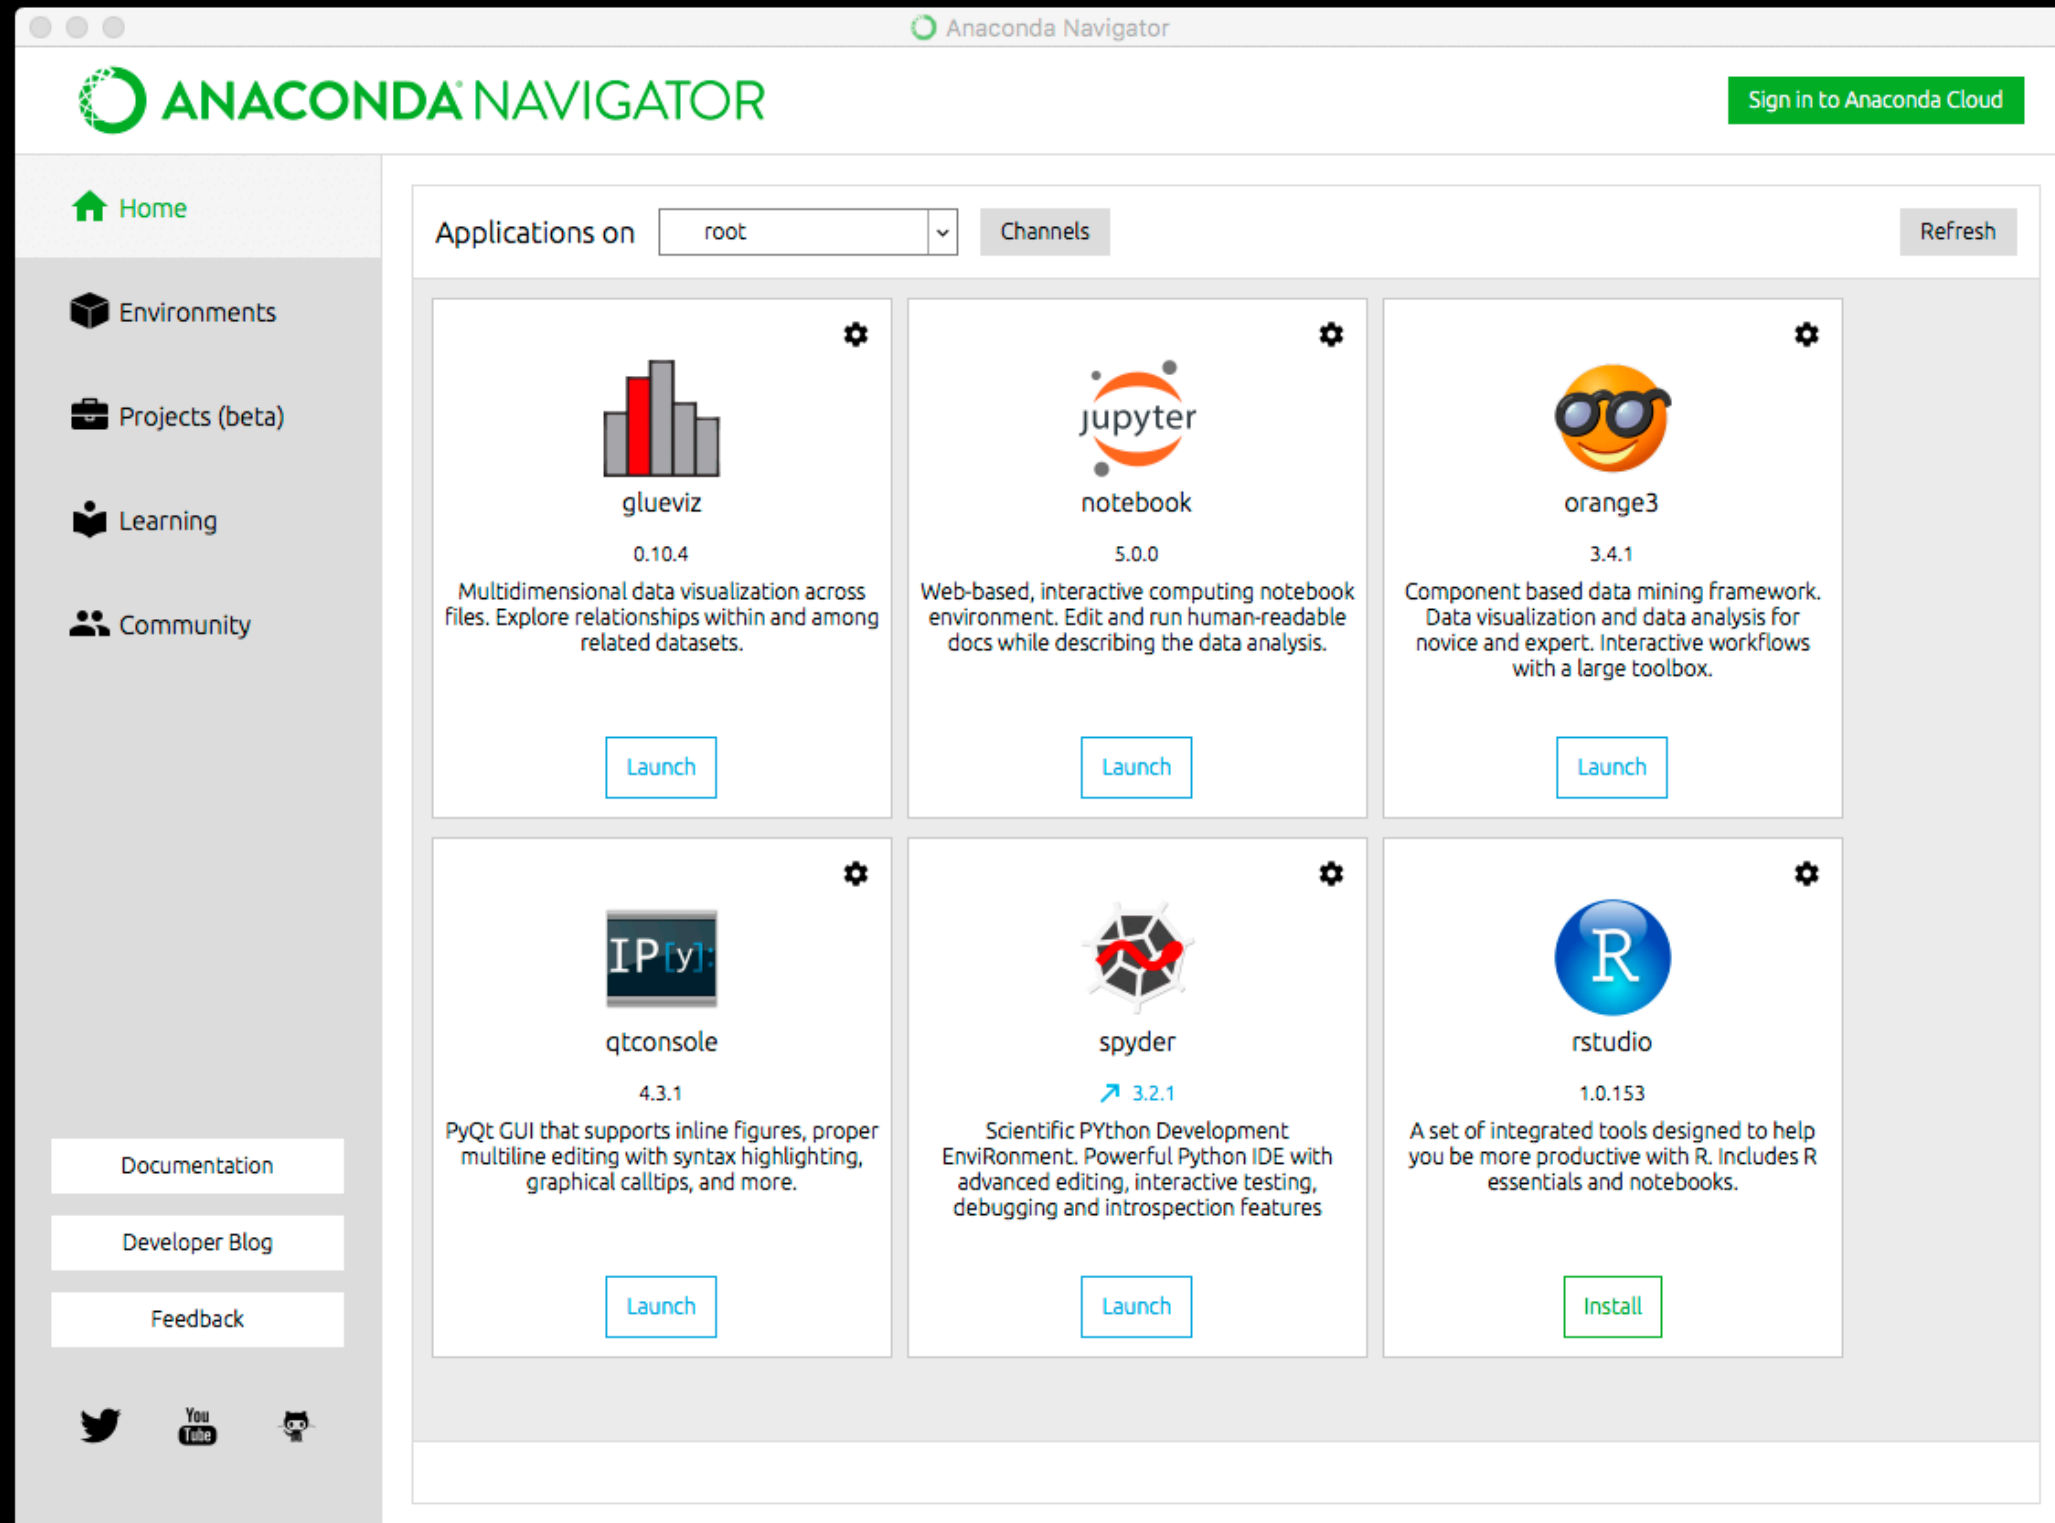 Anaconda Navigator
ANACONDA NAVIGATOR
Sign in to Anaconda Cloud
Home
Environments
Projects (beta)
Learning
Community
Documentation
Developer Blog
Feedback
You
Tube
Applications on
root
Channels
Refresh
glueviz
0.10.4
Multidimensional data visualization across
files. Explore relationships within and among
related datasets.
Launch
jupyter
notebook
5.0.0
Web-based, interactive computing notebook
environment. Edit and run human-readable
docs while describing the data analysis.
Launch
orange3
3.4.1
Component based data mining framework.
Data visualization and data analysis for
novice and expert. Interactive workflows
with a large toolbox.
Launch
IP[y]:
qtconsole
4.3.1
PyQt GUI that supports inline figures, proper
multiline editing with syntax highlighting,
graphical calltips, and more.
Launch
spyder
3.2.1
Scientific PYthon Development
EnviRonment. Powerful Python IDE with
advanced editing, interactive testing,
debugging and introspection features
Launch
R
rstudio
1.0.153
A set of integrated tools designed to help
you be more productive with R. Includes R
essentials and notebooks.
Install